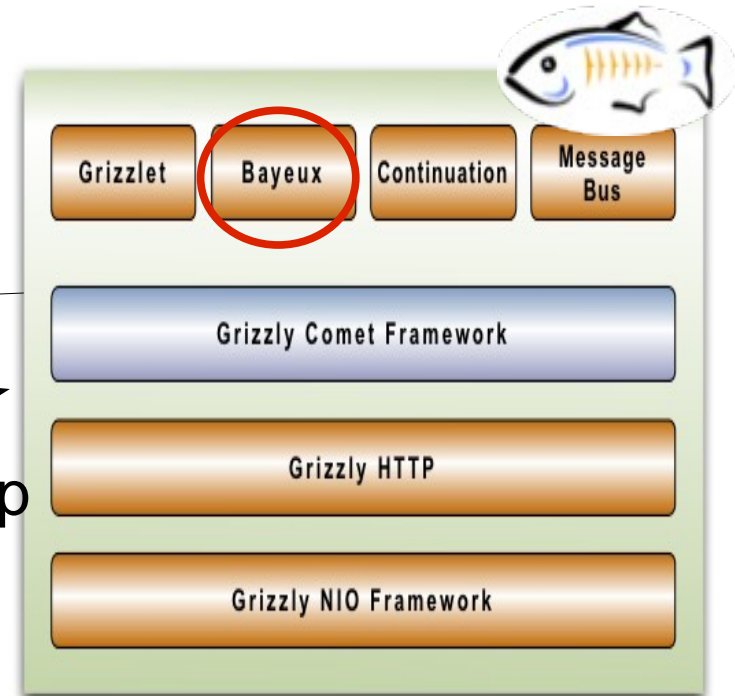 Grizzlet Bayeux Continuation Message Bus
Grizzly Comet Framework
p
Grizzly HTTP
Grizzly NIO Framework